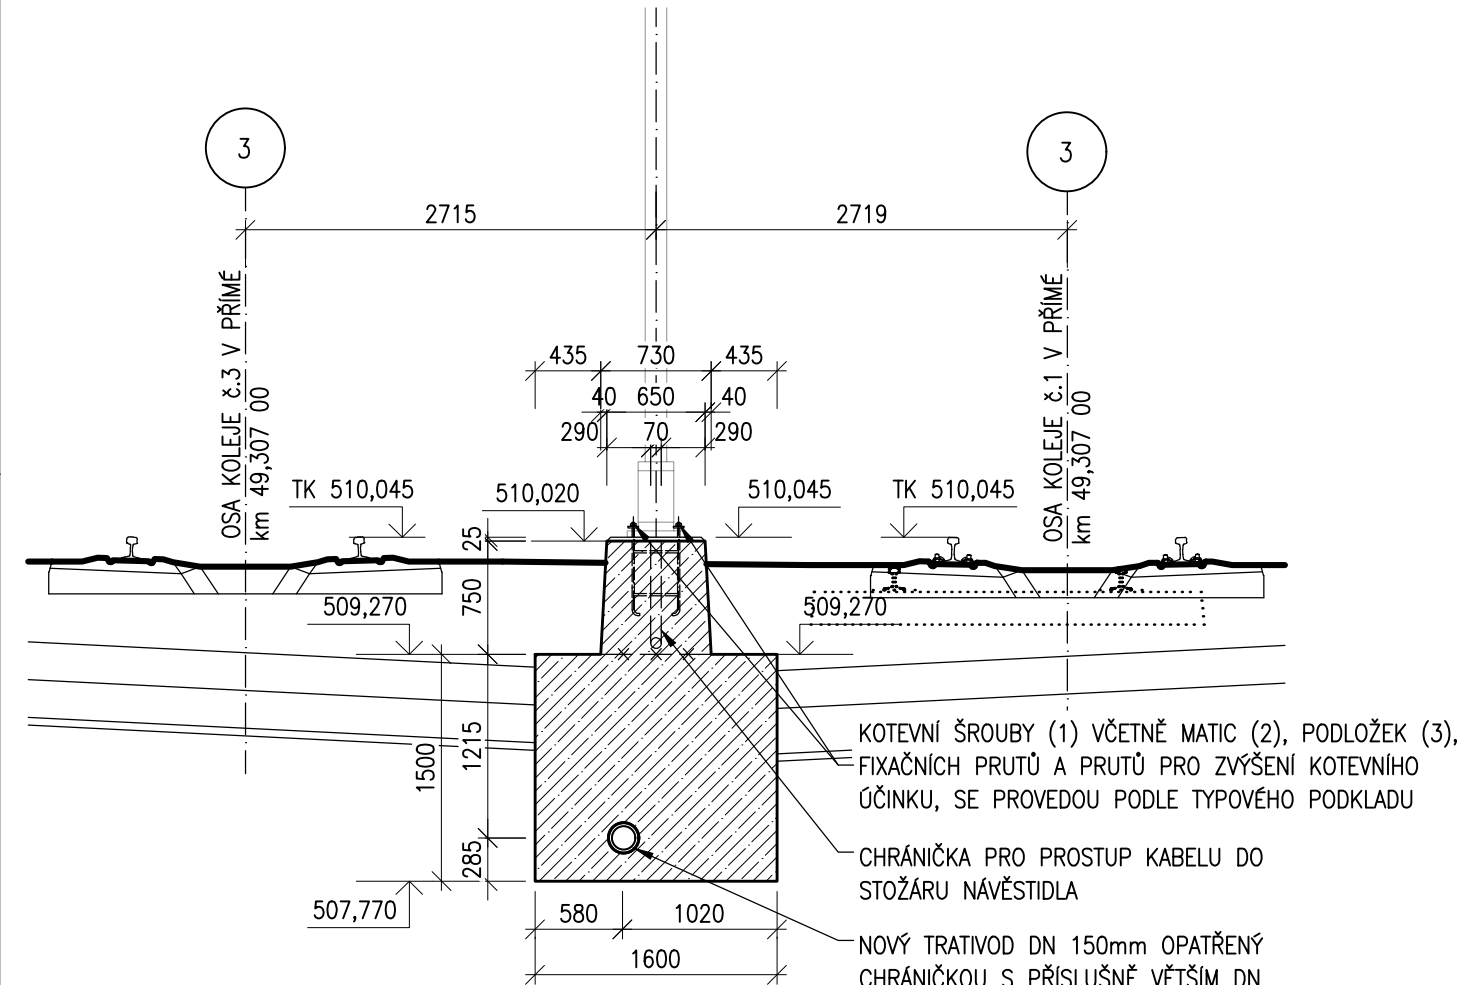 3
3
2715
2719
OSA KOLEJE č.3 V PŘÍMÉ
km 49,307 00
OSA KOLEJE č.1 V PŘÍMÉ
km 49,307 00
435 730 435
40 650 40
290 70 290
TK 510,045
510,020
510,045
TK 510,045
25
750
509,270
509,270
1500
1215
285
507,770
580
1020
1600
KOTEVNÍ ŠROUBY (1) VČETNĚ MATIC (2), PODLOŽEK (3),
FIXAČNÍCH PRUTŮ A PRUTŮ PRO ZVÝŠENÍ KOTEVNÍHO
ÚČINKU, SE PROVEDOU PODLE TYPOVÉHO PODKLADU
CHRÁNIČKA PRO PROSTUP KABELU DO
STOŽÁRU NÁVĚSTIDLA
NOVÝ TRATIVOD DN 150mm OPATŘENÝ
CHRÁNIČKOU S PŘÍSLUŠNĚ VĚTŠÍM DN